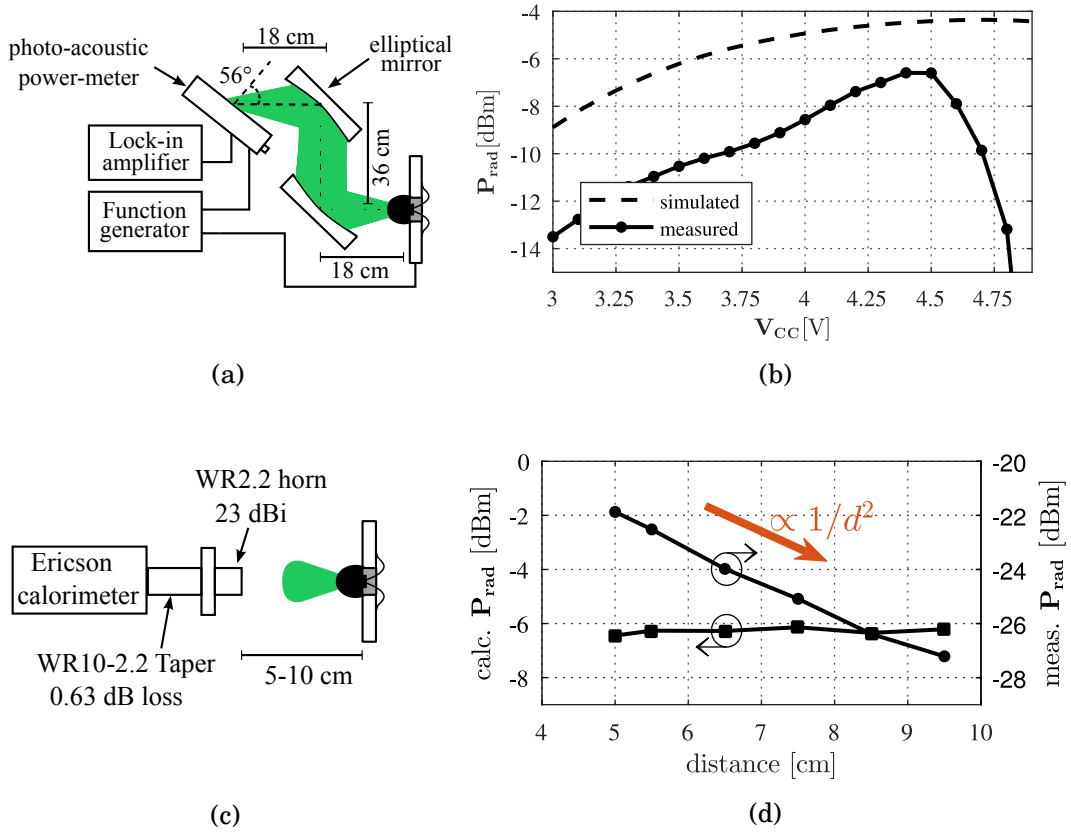 18 cm
photo-acoustic
power-meter
elliptical
mirror
56°
36 cm
Lock-in
amplifier
Function
generator
18 cm
(a)
-4
-6
-8
-10
-12
-14
P_rad [dBm]
simulated
measured
3 3.25 3.5 3.75 4 4.25 4.5 4.75
V_CC [V]
(b)
WR2.2 horn
23 dBi
Ericson
calorimeter
WR10-2.2 Taper
0.63 dB loss
5-10 cm
(c)
0
-2
-4
-6
-8
calc. P_rad [dBm]
∝ 1/d²
-20
-22
-24
-26
-28
meas. P_rad [dBm]
4 5 6 7 8 9 10
distance [cm]
(d)